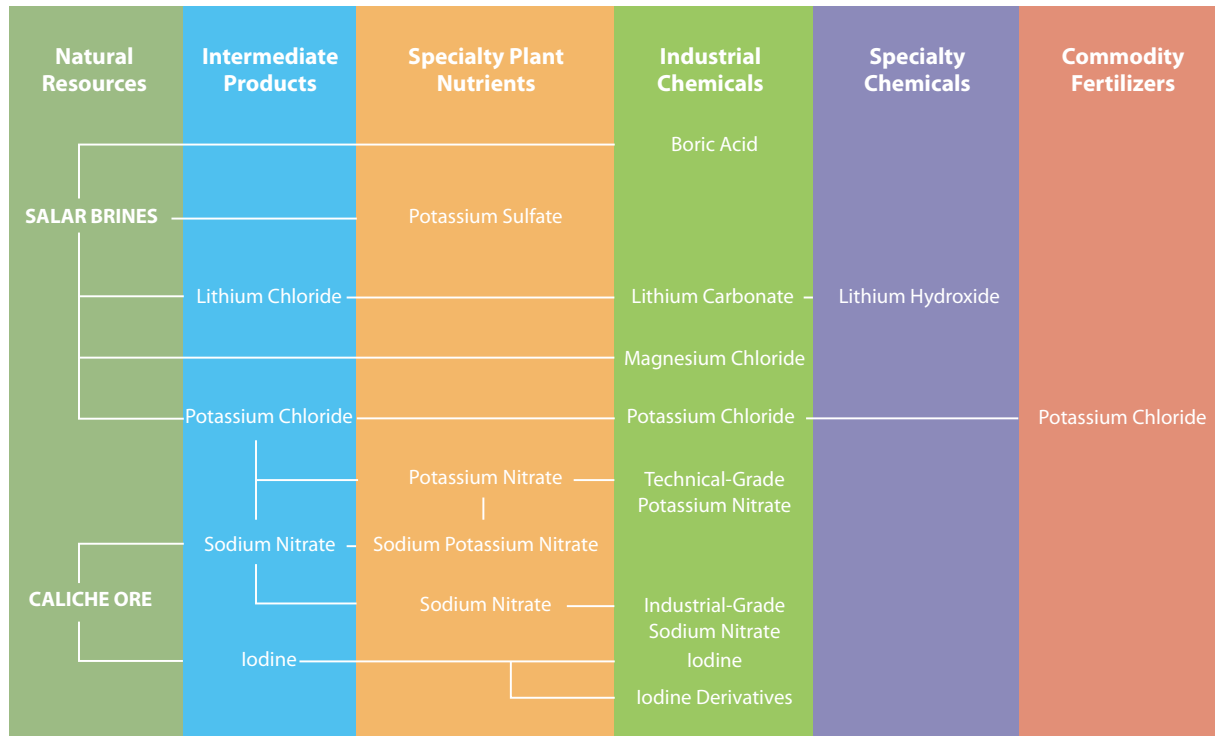 Natural
Resources
Intermediate
Products
Specialty Plant
Nutrients
Industrial
Chemicals
Specialty
Chemicals
Commodity
Fertilizers
Boric Acid
SALAR BRINES
Potassium Sulfate
Lithium Chloride
Lithium Carbonate
Lithium Hydroxide
Magnesium Chloride
Potassium Chloride
Potassium Chloride
Potassium Chloride
Potassium Nitrate
Technical-Grade
Potassium Nitrate
Sodium Nitrate
Sodium Potassium Nitrate
CALICHE ORE
Sodium Nitrate
Industrial-Grade
Sodium Nitrate
Iodine
Iodine
Iodine Derivatives